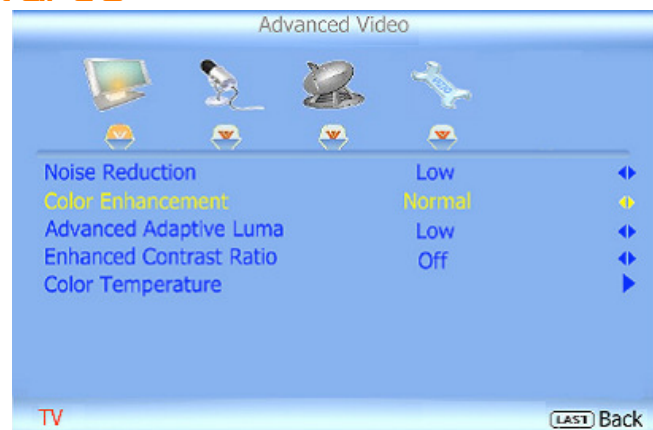 Advanced Video
VIZIO
Noise Reduction Low
Color Enhancement Normal
Advanced Adaptive Luma Low
Enhanced Contrast Ratio Off
Color Temperature
TV LAST Back